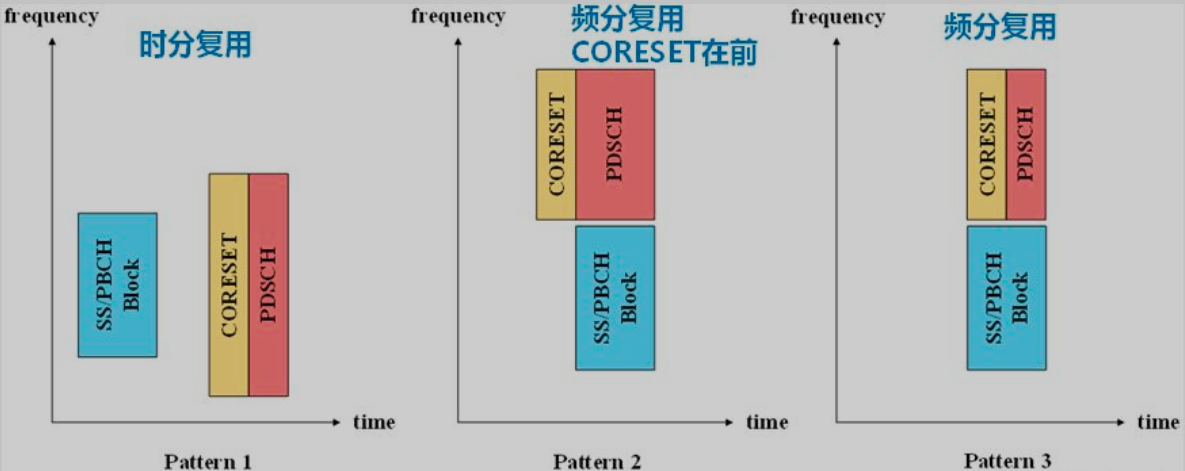 frequency
时分复用
SS/PBCH
Block
CORESET
PDSCH
time
Pattern 1
frequency
频分复用
CORESET在前
CORESET
PDSCH
SS/PBCH
Block
time
Pattern 2
frequency
频分复用
CORESET
PDSCH
SS/PBCH
Block
time
Pattern 3